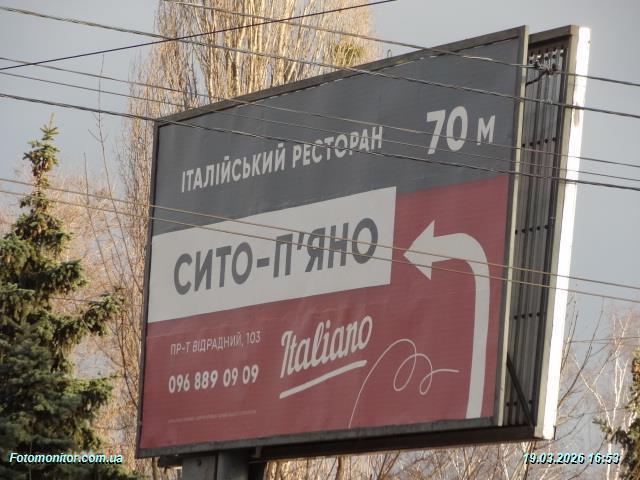 ІТАЛІЙСЬКИЙ РЕСТОРАН
70 м
СИТО-П'ЯНО
ПР-Т ВІДРАДНИЙ, 103
096 889 09 09
Italiano
Fotomonitor.com.ua
19.03.2026 16:53